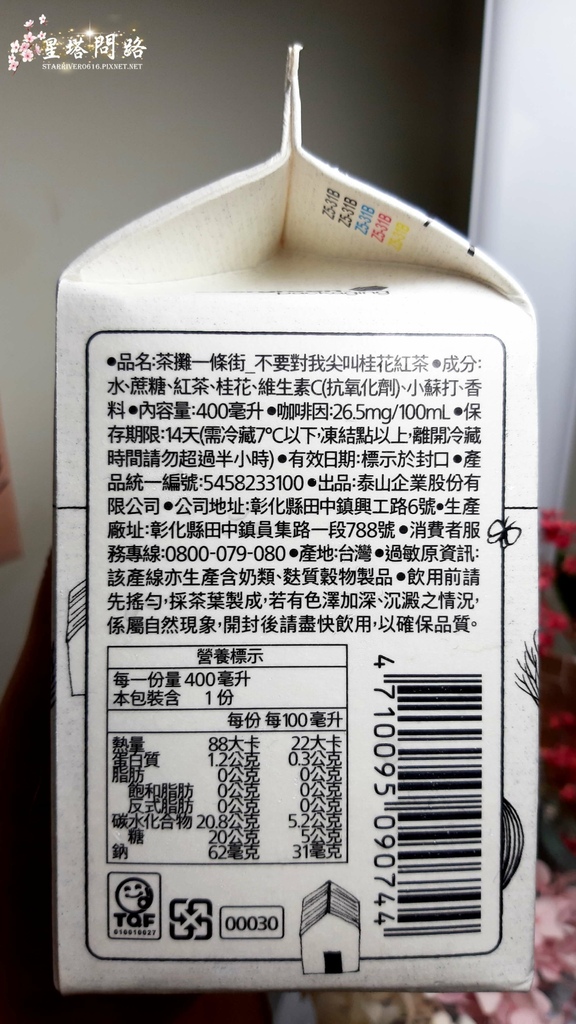 星塔問路
STARRIVER0616.PIXNET.NET
Z5-31B
Z5-31B
Z5-31B
Z5-31B
Z5-31B
●品名:茶攤一條街_不要對我尖叫桂花紅茶●成分:
水、蔗糖、紅茶、桂花、維生素C(抗氧化劑)、小蘇打、香
料●內容量:400毫升●咖啡因:26.5mg/100mL●保
存期限:14天(需冷藏7℃以下,凍結點以上,離開冷藏
時間請勿超過半小時)●有效日期:標示於封口●產
品統一編號:5458233100●出品:泰山企業股份有
限公司●公司地址:彰化縣田中鎮興工路6號●生產
廠址:彰化縣田中鎮員集路一段788號●消費者服
務專線:0800-079-080●產地:台灣●過敏原資訊:
該產線亦生產含奶類、麩質穀物製品●飲用前請
先搖勻,採茶葉製成,若有色澤加深、沉澱之情況,
係屬自然現象,開封後請盡快飲用,以確保品質。
營養標示
每一份量 400毫升
本包裝含 1 份
每份 每100毫升
熱量 88大卡 22大卡
蛋白質 1.2公克 0.3公克
脂肪 0公克 0公克
飽和脂肪 0公克 0公克
反式脂肪 0公克 0公克
碳水化合物 20.8公克 5.2公克
糖 20公克 5公克
鈉 62毫克 31毫克
4 710095 090744
TQF
010010027
00030